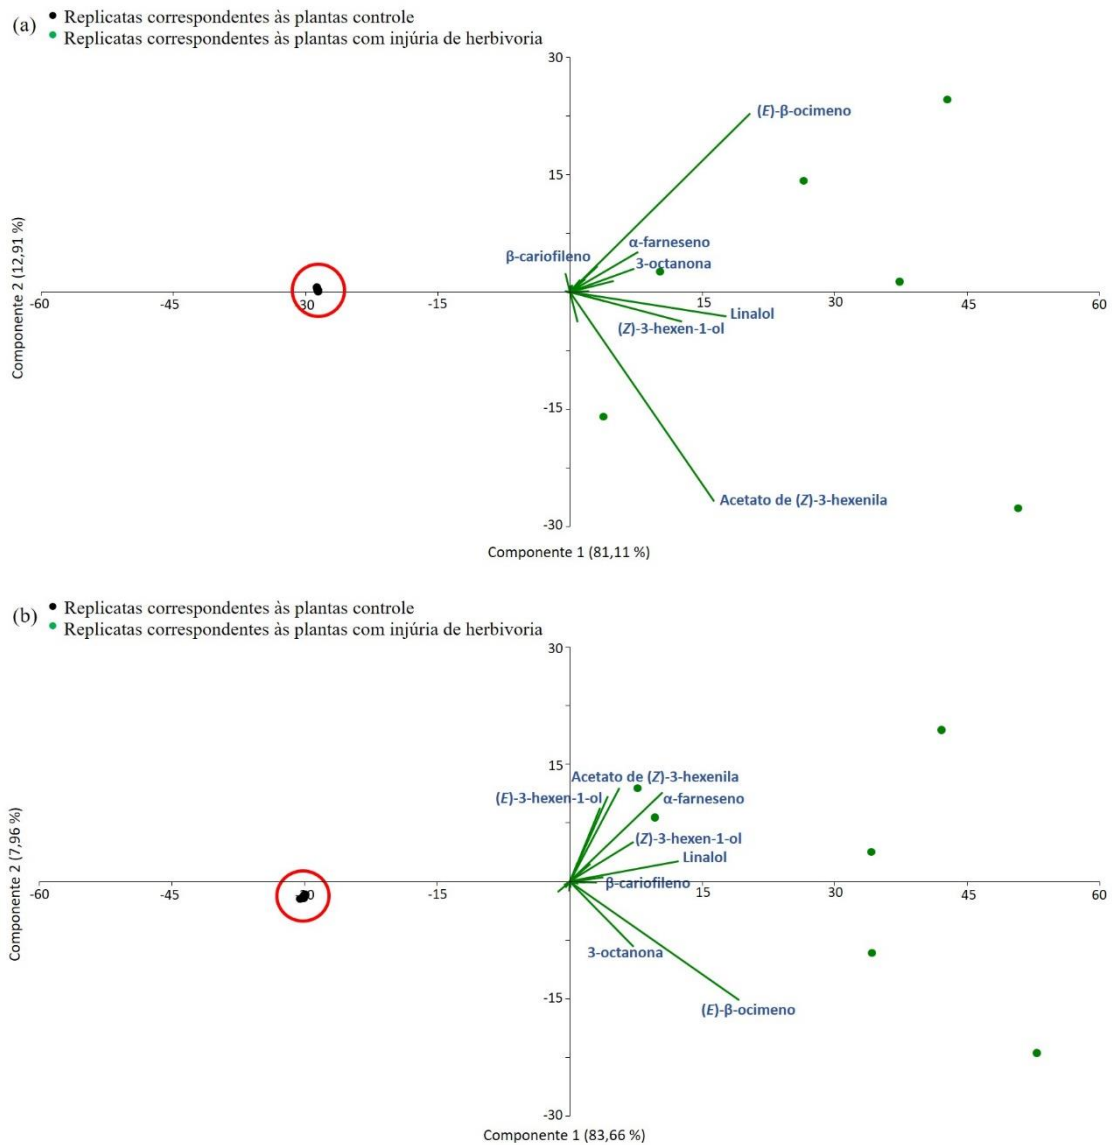 (a) • Replicatas correspondentes às plantas controle
• Replicatas correspondentes às plantas com injúria de herbivoria
30
(E)-β-ocimeno
15
α-farneseno
β-cariofileno
3-octanona
-60 -45 -30 -15 15 30 45 60
Linalol
(Z)-3-hexen-1-ol
-15
Acetato de (Z)-3-hexenila
-30
Componente 2 (12,91 %)
Componente 1 (81,11 %)
(b) • Replicatas correspondentes às plantas controle
• Replicatas correspondentes às plantas com injúria de herbivoria
30
15
Acetato de (Z)-3-hexenila
(E)-3-hexen-1-ol α-farneseno
(Z)-3-hexen-1-ol
Linalol
-60 -45 -30 -15 15 30 45 60
β-cariofileno
3-octanona
-15
(E)-β-ocimeno
-30
Componente 2 (7,96 %)
Componente 1 (83,66 %)